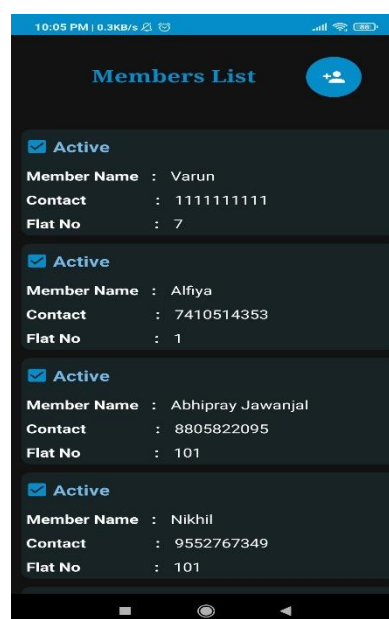 10:05 PM | 0.3KB/s
88
Members List
Active
Member Name : Varun
Contact : 1111111111
Flat No : 7
Active
Member Name : Alfiya
Contact : 7410514353
Flat No : 1
Active
Member Name : Abhipray Jawanjal
Contact : 8805822095
Flat No : 101
Active
Member Name : Nikhil
Contact : 9552767349
Flat No : 101